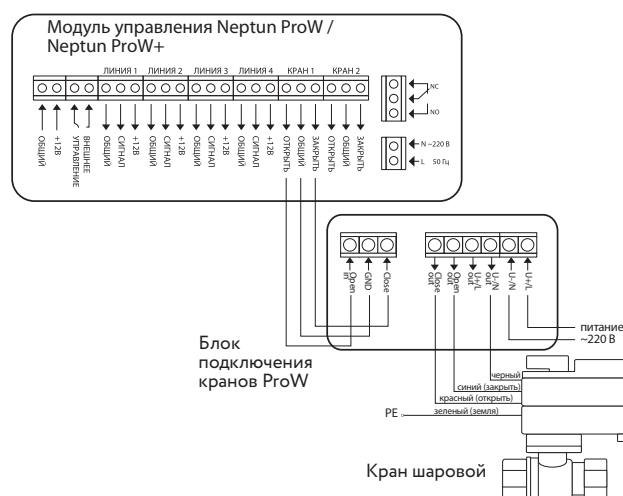 Модуль управления Neptun ProW /
Neptun ProW+
ЛИНИЯ 1 ЛИНИЯ 2 ЛИНИЯ 3 ЛИНИЯ 4 КРАН 1 КРАН 2
ОБЩИЙ
+12В
ВНЕШНЕЕ
УПРАВЛЕНИЕ
ОБЩИЙ
СИГНАЛ
+12В
ОБЩИЙ
СИГНАЛ
+12В
ОБЩИЙ
СИГНАЛ
+12В
ОБЩИЙ
СИГНАЛ
+12В
ОТКРЫТЬ
ОБЩИЙ
ЗАКРЫТЬ
ОТКРЫТЬ
ОБЩИЙ
ЗАКРЫТЬ
NC
NO
N ~220 В
L 50 Гц
Open
in
GND
Close
Close
out
Open
out
U+/L
out
U-/N
out
U-/N
U+/L
питание
~220 В
Блок
подключения
кранов ProW
черный
синий (закрыть)
красный (открыть)
PE зеленый (земля)
Кран шаровой